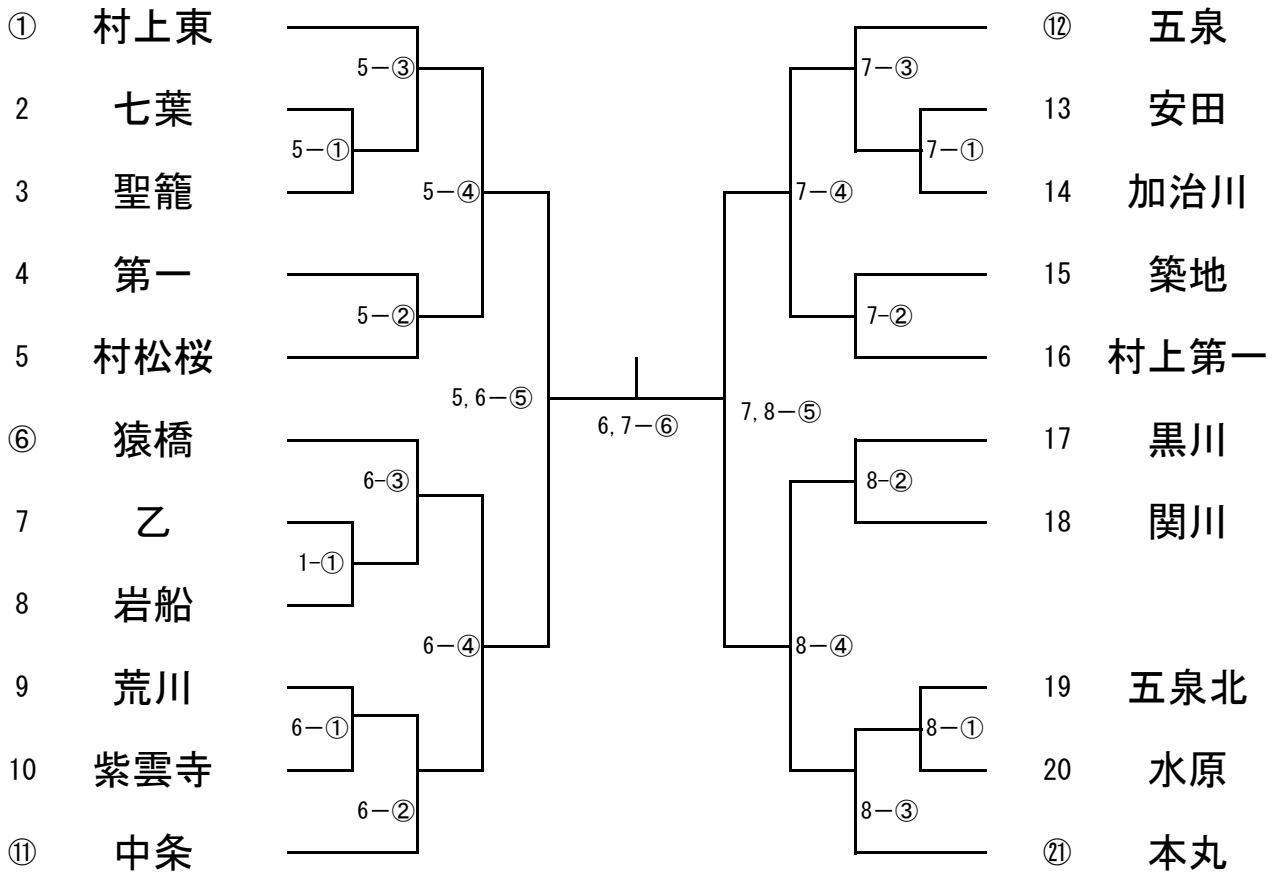 ① 村上東
2 七葉
3 聖籠
4 第一
5 村松桜
⑥ 猿橋
7 乙
8 岩船
9 荒川
10 紫雲寺
⑪ 中条
5－③
5－①
5－④
5－②
5,6－⑤
6-③
1-①
6－④
6－①
6－②
6,7－⑥
7－③
7－①
7－④
7-②
7,8－⑤
8-②
8－④
8－①
8－③
⑫ 五泉
13 安田
14 加治川
15 築地
16 村上第一
17 黒川
18 関川
19 五泉北
20 水原
㉑ 本丸